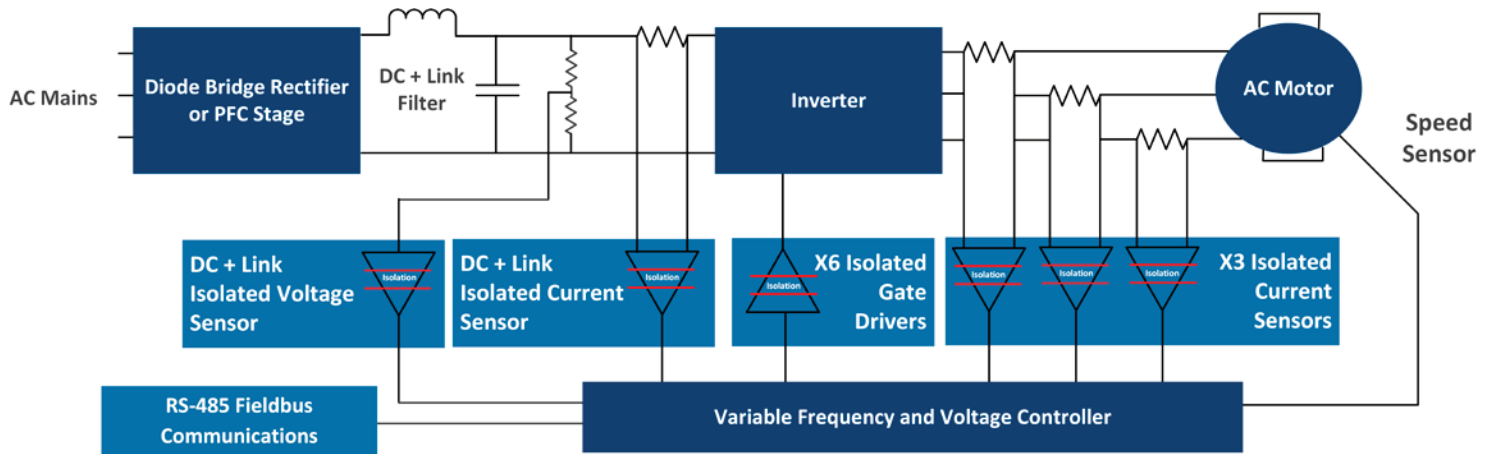 AC Mains
Diode Bridge Rectifier
or PFC Stage
DC + Link
Filter
Inverter
AC Motor
Speed
Sensor
DC + Link
Isolated Voltage
Sensor
Isolation
DC + Link
Isolated Current
Sensor
Isolation
Isolation
X6 Isolated
Gate
Drivers
Isolation
Isolation
Isolation
X3 Isolated
Current
Sensors
RS-485 Fieldbus
Communications
Variable Frequency and Voltage Controller